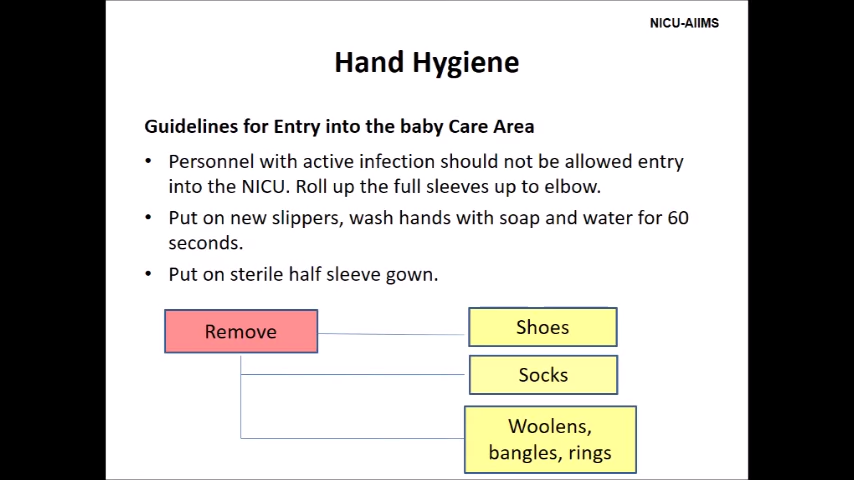 NICU-AIIMS
Hand Hygiene
Guidelines for Entry into the baby Care Area
• Personnel with active infection should not be allowed entry
into the NICU. Roll up the full sleeves up to elbow.
• Put on new slippers, wash hands with soap and water for 60
seconds.
• Put on sterile half sleeve gown.
Remove
Shoes
Socks
Woolens,
bangles, rings